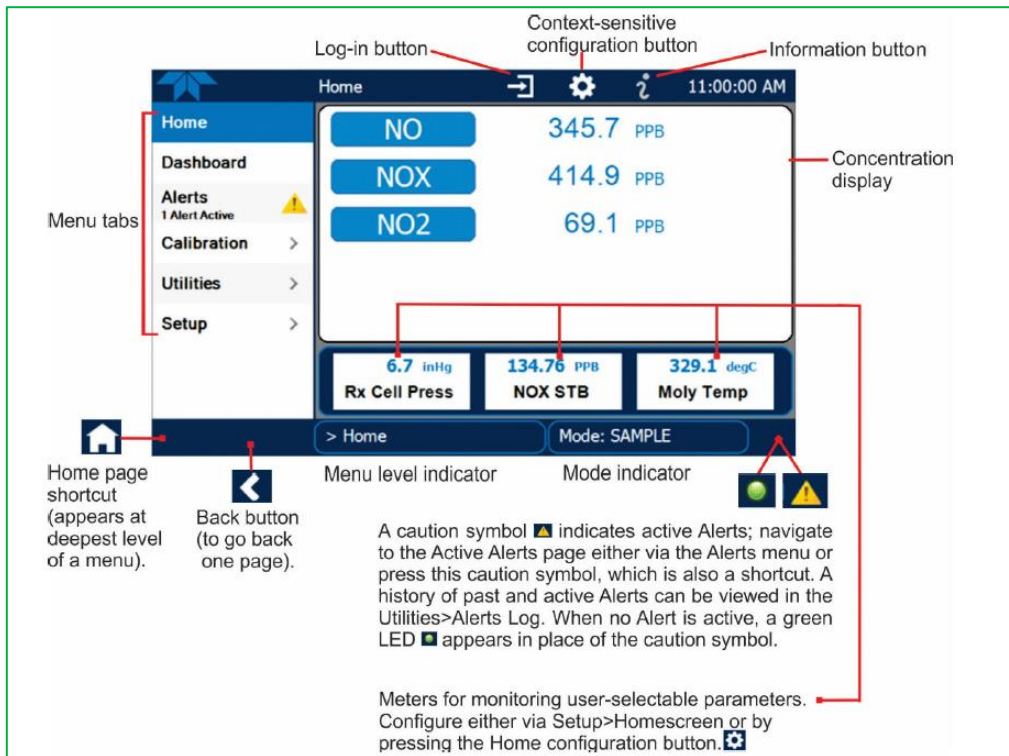 Context-sensitive
configuration button
Log-in button
Information button
Home
11:00:00 AM
Menu tabs
Home
Dashboard
Alerts
1 Alert Active
Calibration
Utilities
Setup
NO 345.7 PPB
NOX 414.9 PPB
NO2 69.1 PPB
Concentration
display
6.7 inHg
Rx Cell Press
134.76 PPB
NOX STB
329.1 degC
Moly Temp
> Home
Mode: SAMPLE
Home page
shortcut
(appears at
deepest level
of a menu).
Back button
(to go back
one page).
Menu level indicator
Mode indicator
A caution symbol indicates active Alerts; navigate
to the Active Alerts page either via the Alerts menu or
press this caution symbol, which is also a shortcut. A
history of past and active Alerts can be viewed in the
Utilities>Alerts Log. When no Alert is active, a green
LED appears in place of the caution symbol.
Meters for monitoring user-selectable parameters.
Configure either via Setup>Homescreen or by
pressing the Home configuration button.